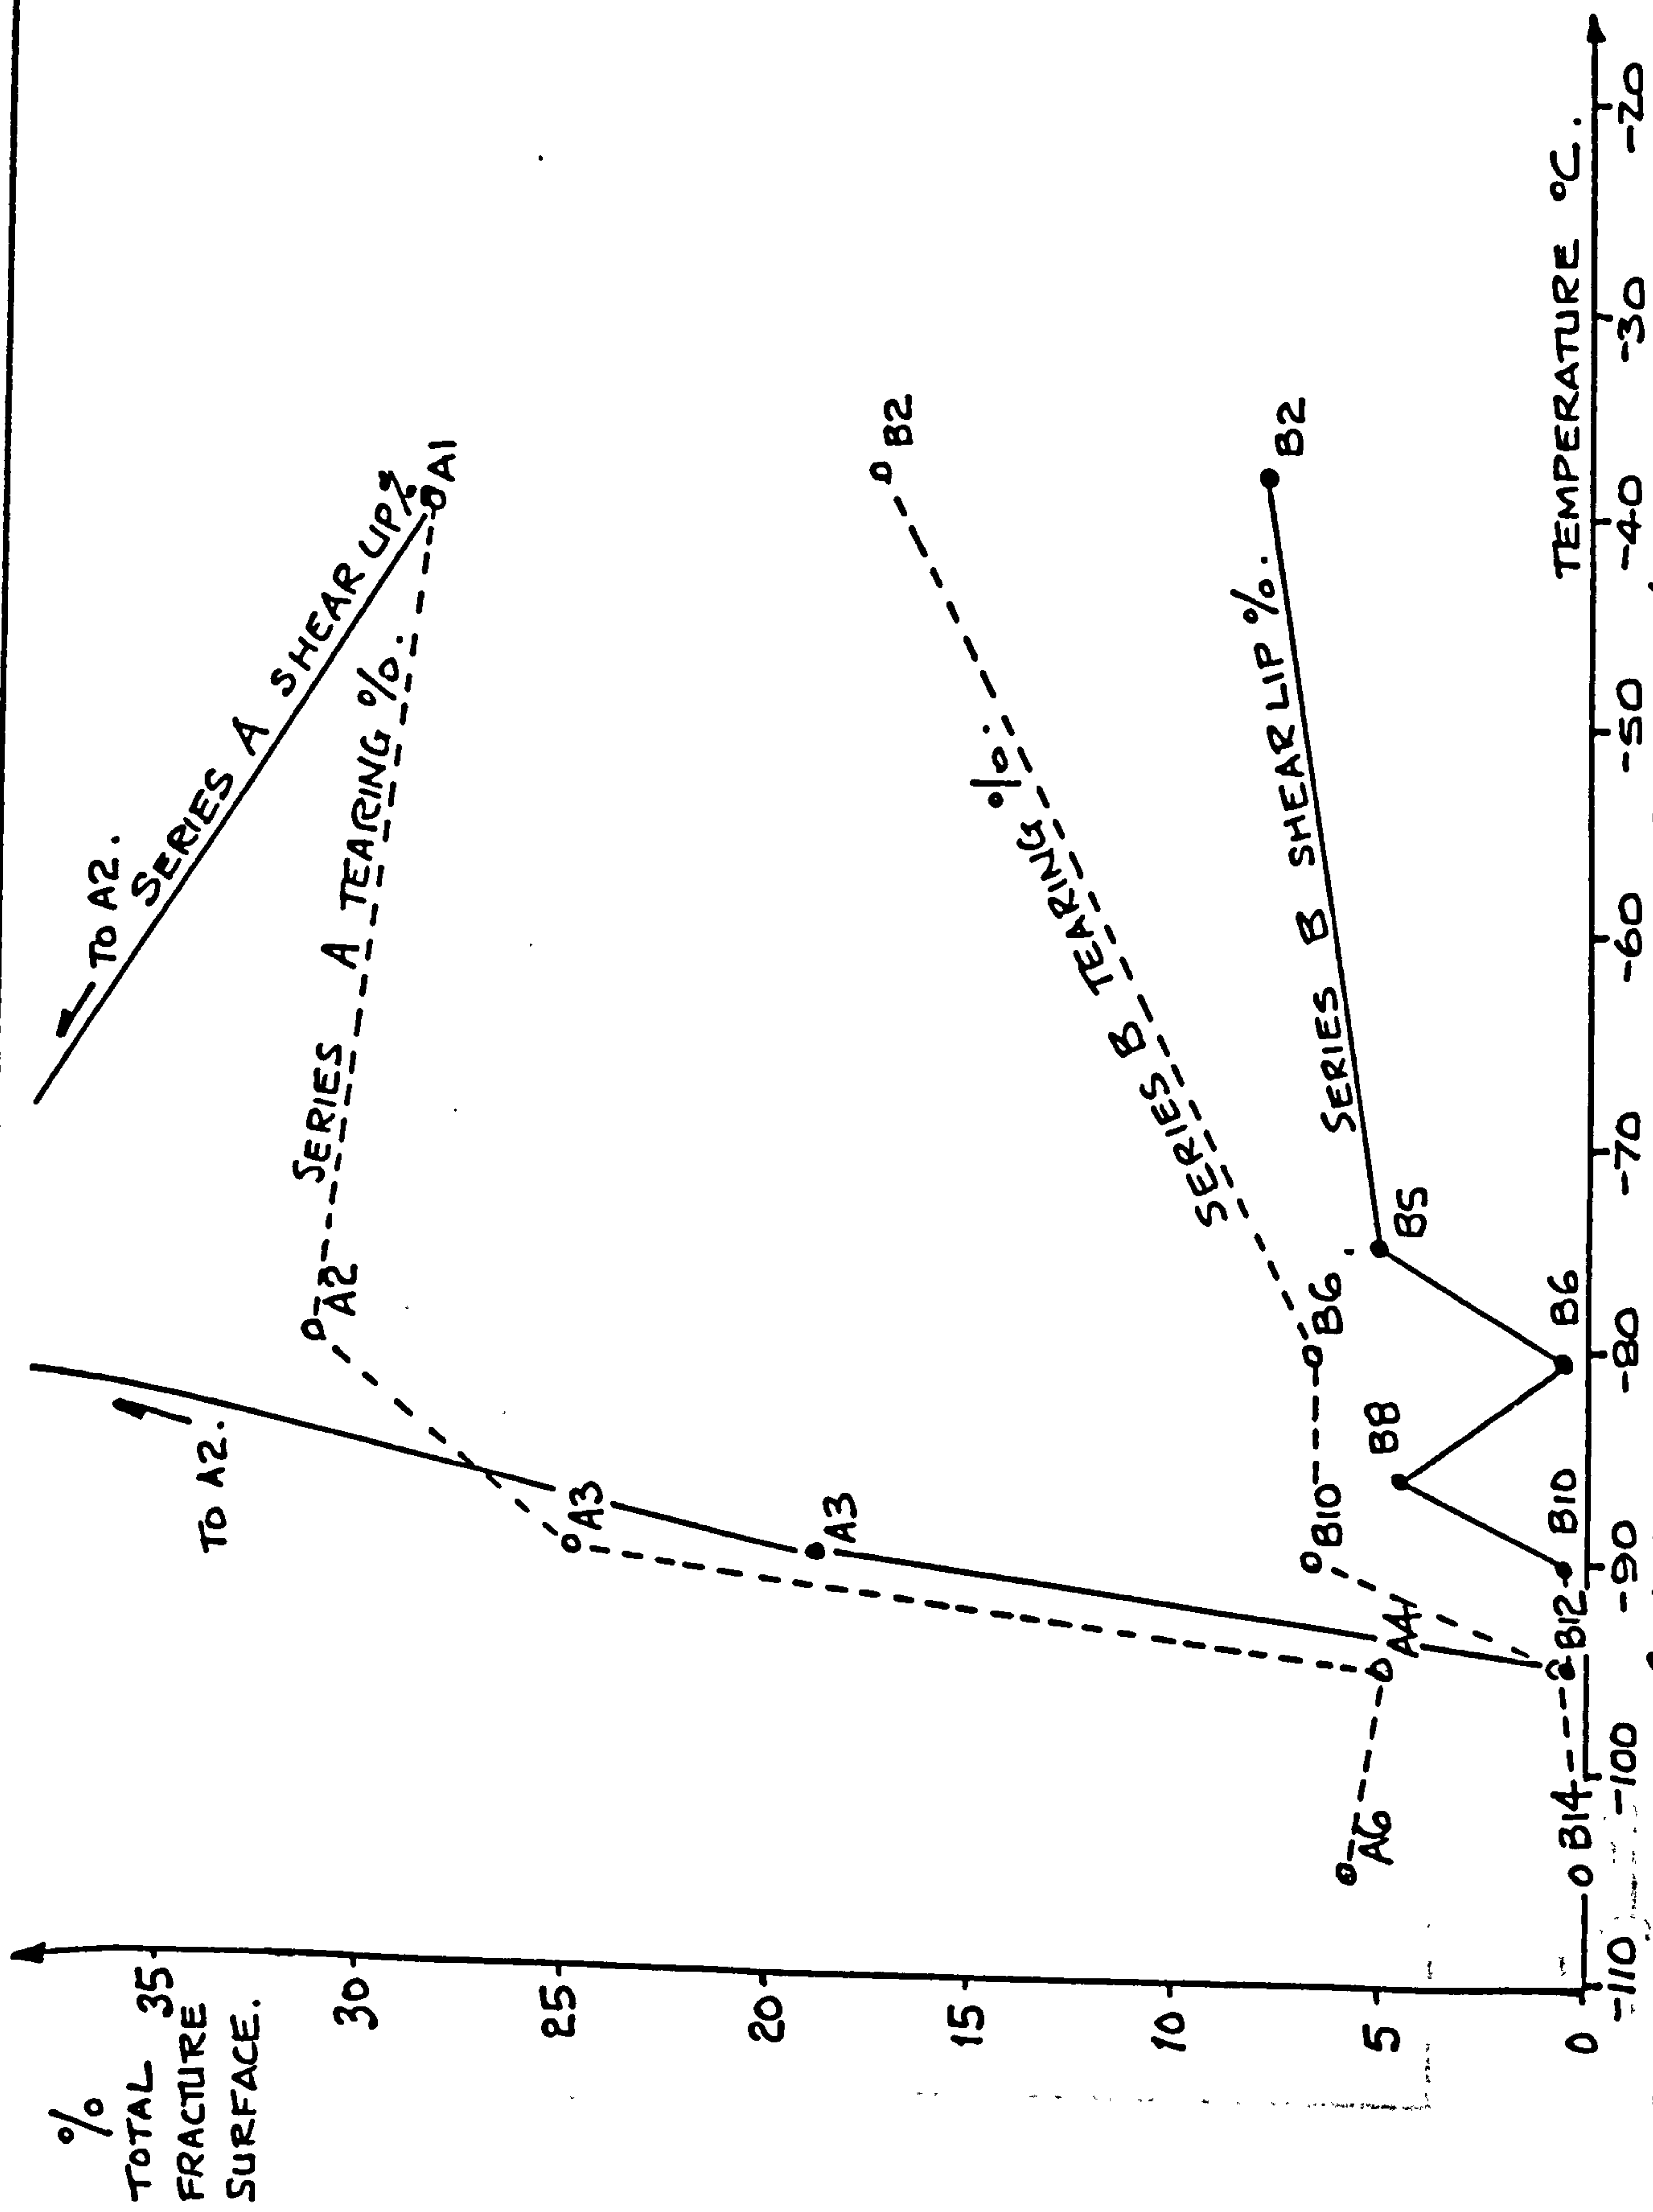 %
TOTAL
FRACTURE
SURFACE.
35
30
25
20
15
10
5
0
TO A2.
TO A2.
SERIES A SHEAR LIP %
A1
A2
SERIES A TEARING %.
A3
A3
A4
A6
B2
SERIES B TEARING %.
B6
B10
B2
SERIES B SHEAR LIP %.
B5
B8
B6
B10
B12
B14
TEMPERATURE °C.
-110
-100
-90
-80
-70
-60
-50
-40
-30
-20